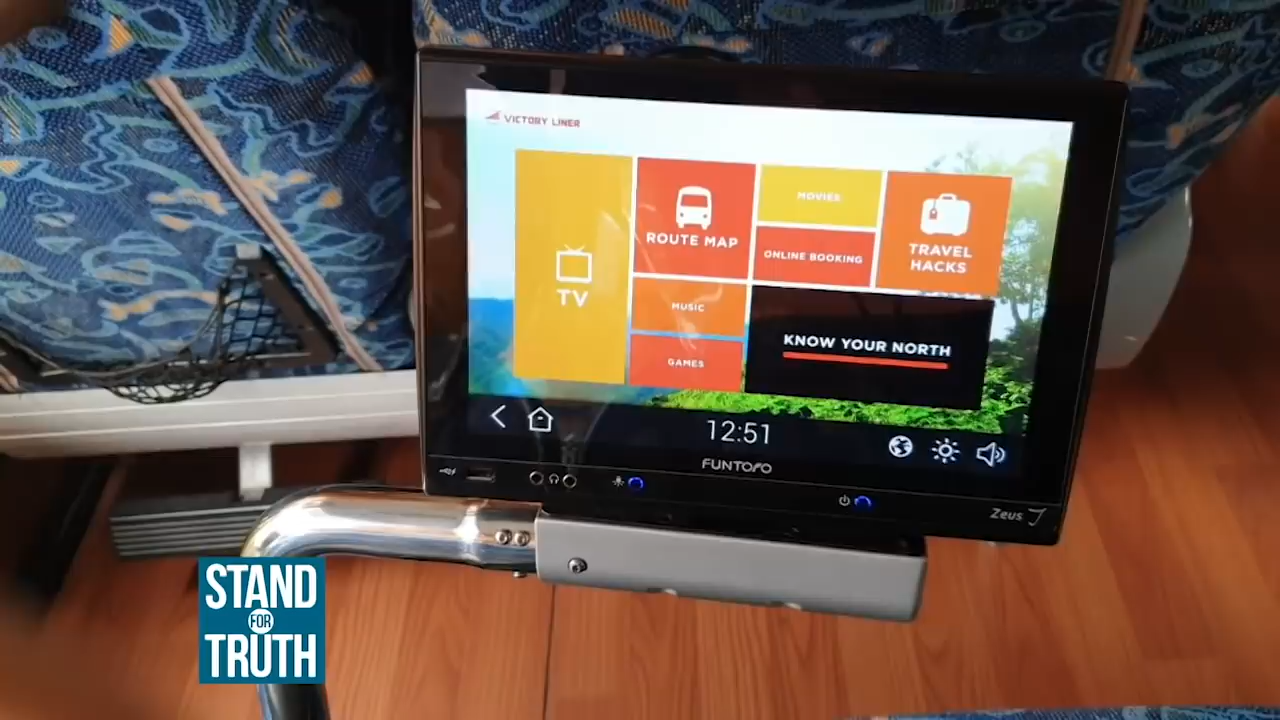 VICTORY LINER
TV
ROUTE MAP
MOVIES
ONLINE BOOKING
TRAVEL
HACKS
MUSIC
GAMES
KNOW YOUR NORTH
12:51
FUNTORO
Zeus
STAND
FOR
TRUTH